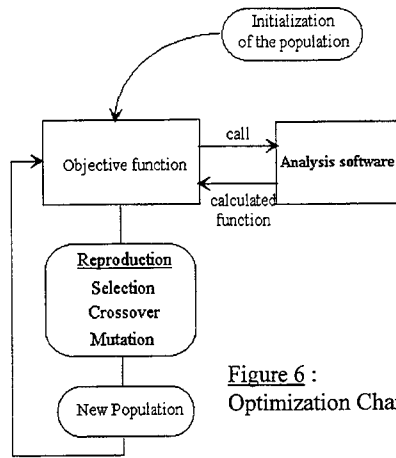 Initialization
of the population
Objective function
call
Analysis software
calculated
function
Reproduction
Selection
Crossover
Mutation
New Population
Figure 6 :
Optimization Cha